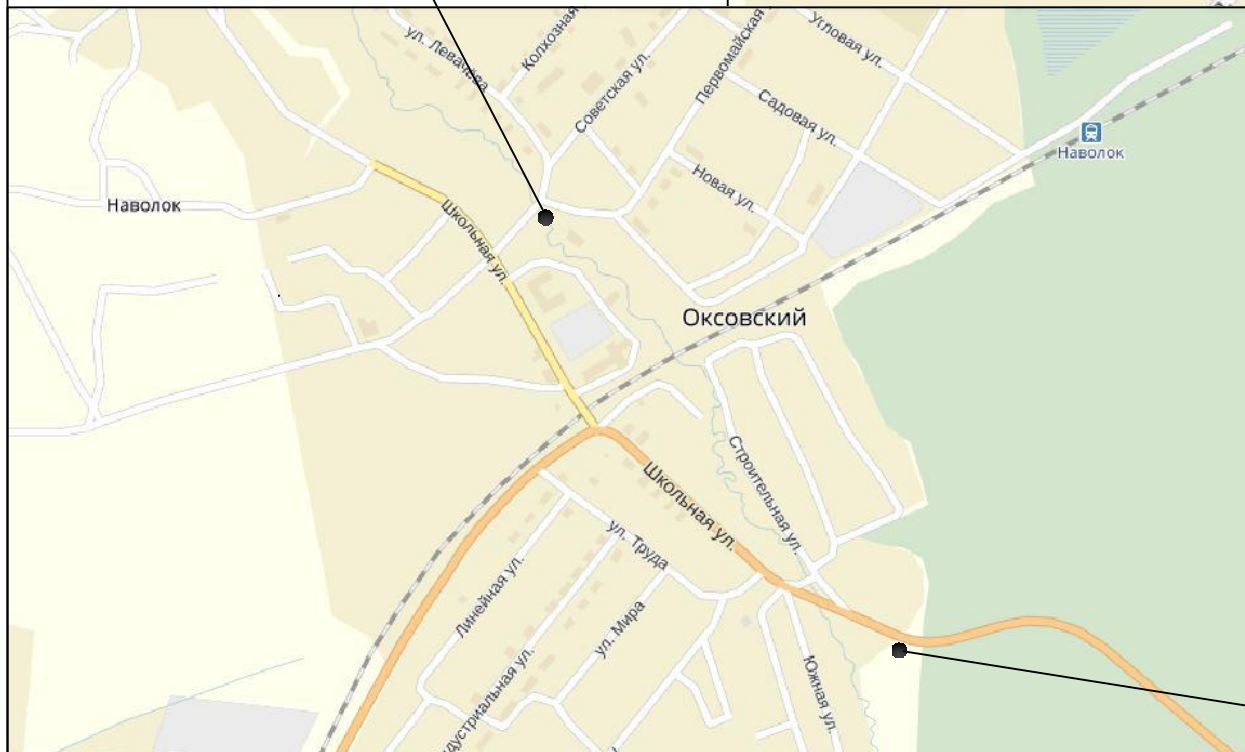 ул. Левачёва
Колхозная
Советская ул.
Первомайская
Угловая ул.
Садовая ул.
Наволок
Новая ул.
Наволок
Школьная ул.
Оксовский
Школьная ул.
Строительная ул.
ул. Труда
Линейная ул.
ул. Мира
Южная ул.
дустриальная ул.